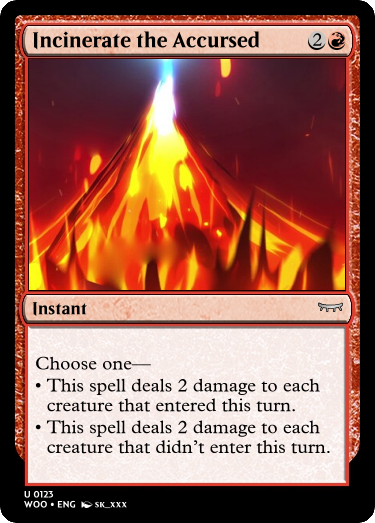 Incinerate the Accursed 2
Instant
Choose one—
• This spell deals 2 damage to each
creature that entered this turn.
• This spell deals 2 damage to each
creature that didn't enter this turn.
U 0123
WOO • ENG SK_XXX